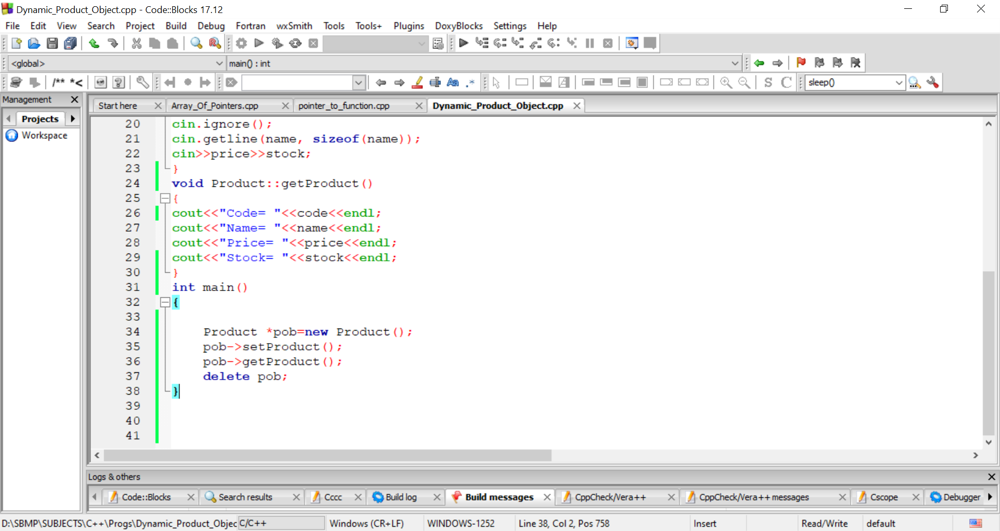 Dynamic_Product_Object.cpp - Code::Blocks 17.12
File Edit View Search Project Build Debug Fortran wxSmith Tools Tools+ Plugins DoxyBlocks Settings Help
<global> main() : int
/** *< Aa .* S C sleep()
Management
Start here Array_Of_Pointers.cpp pointer_to_function.cpp Dynamic_Product_Object.cpp
Projects
Workspace
20 cin.ignore();
21 cin.getline(name, sizeof(name));
22 cin>>price>>stock;
23 }
24 void Product::getProduct()
25 {
26 cout<<"Code= "<<code<<endl;
27 cout<<"Name= "<<name<<endl;
28 cout<<"Price= "<<price<<endl;
29 cout<<"Stock= "<<stock<<endl;
30 }
31 int main()
32 {
33
34 Product *pob=new Product();
35 pob->setProduct();
36 pob->getProduct();
37 delete pob;
38 }
39
40
41
Logs & others
Code::Blocks Search results Cccc Build log Build messages CppCheck/Vera++ CppCheck/Vera++ messages Cscope Debugger
D:\SBMP\SUBJECTS\C++\Progs\Dynamic_Product_Objec C/C++ Windows (CR+LF) WINDOWS-1252 Line 38, Col 2, Pos 758 Insert Read/Write default